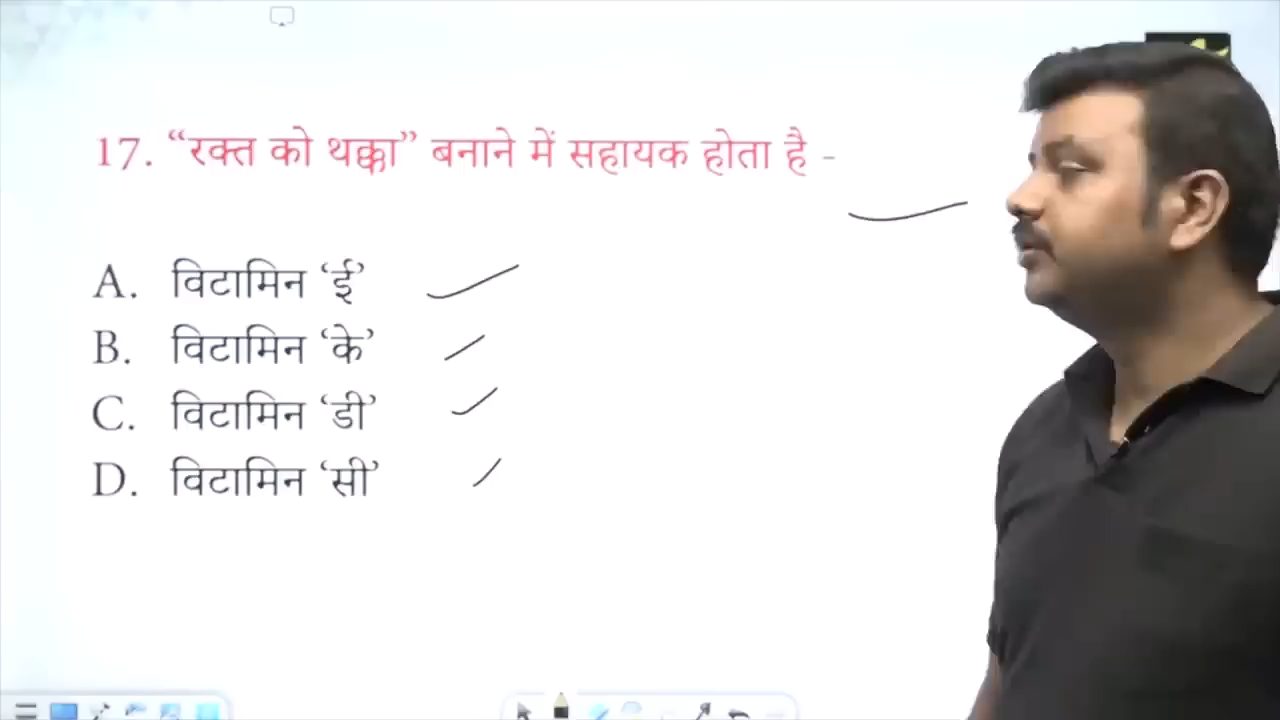 17. “रक्त को थक्का” बनाने में सहायक होता है -
A. विटामिन ‘ई’
B. विटामिन ‘के’
C. विटामिन ‘डी’
D. विटामिन ‘सी’